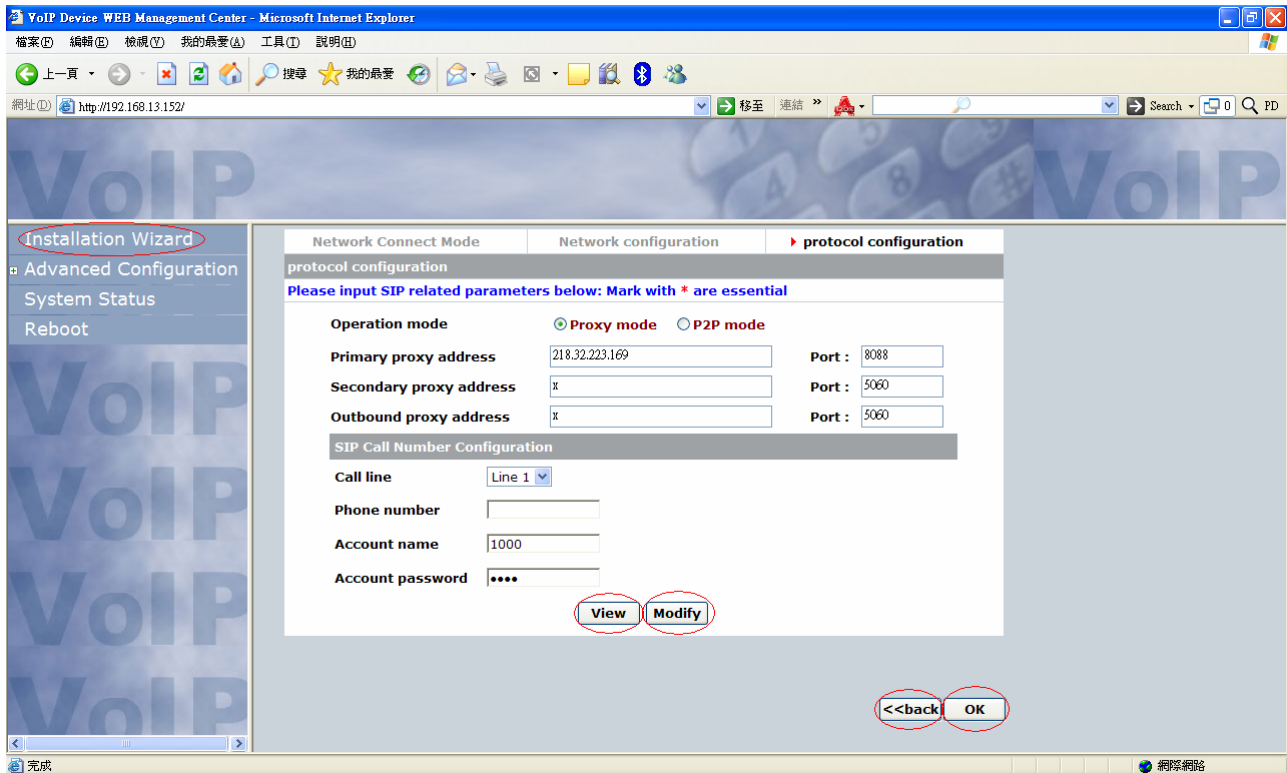 VoIP Device WEB Management Center - Microsoft Internet Explorer
檔案(F) 編輯(E) 檢視(V) 我的最愛(A) 工具(T) 說明(H)
上一頁 搜尋 我的最愛
網址(D) http://192.168.13.152/ 移至 連結 » Search 0 PD
VoIP VoIP
Installation Wizard
Advanced Configuration
System Status
Reboot
VoIP
VoIP
VoIP
VoIP
Network Connect Mode Network configuration protocol configuration
protocol configuration
Please input SIP related parameters below: Mark with * are essential
Operation mode Proxy mode P2P mode
Primary proxy address 218.32.223.169 Port : 8088
Secondary proxy address x Port : 5060
Outbound proxy address x Port : 5060
SIP Call Number Configuration
Call line Line 1
Phone number
Account name 1000
Account password ••••
View Modify
<<back OK
完成 網際網路